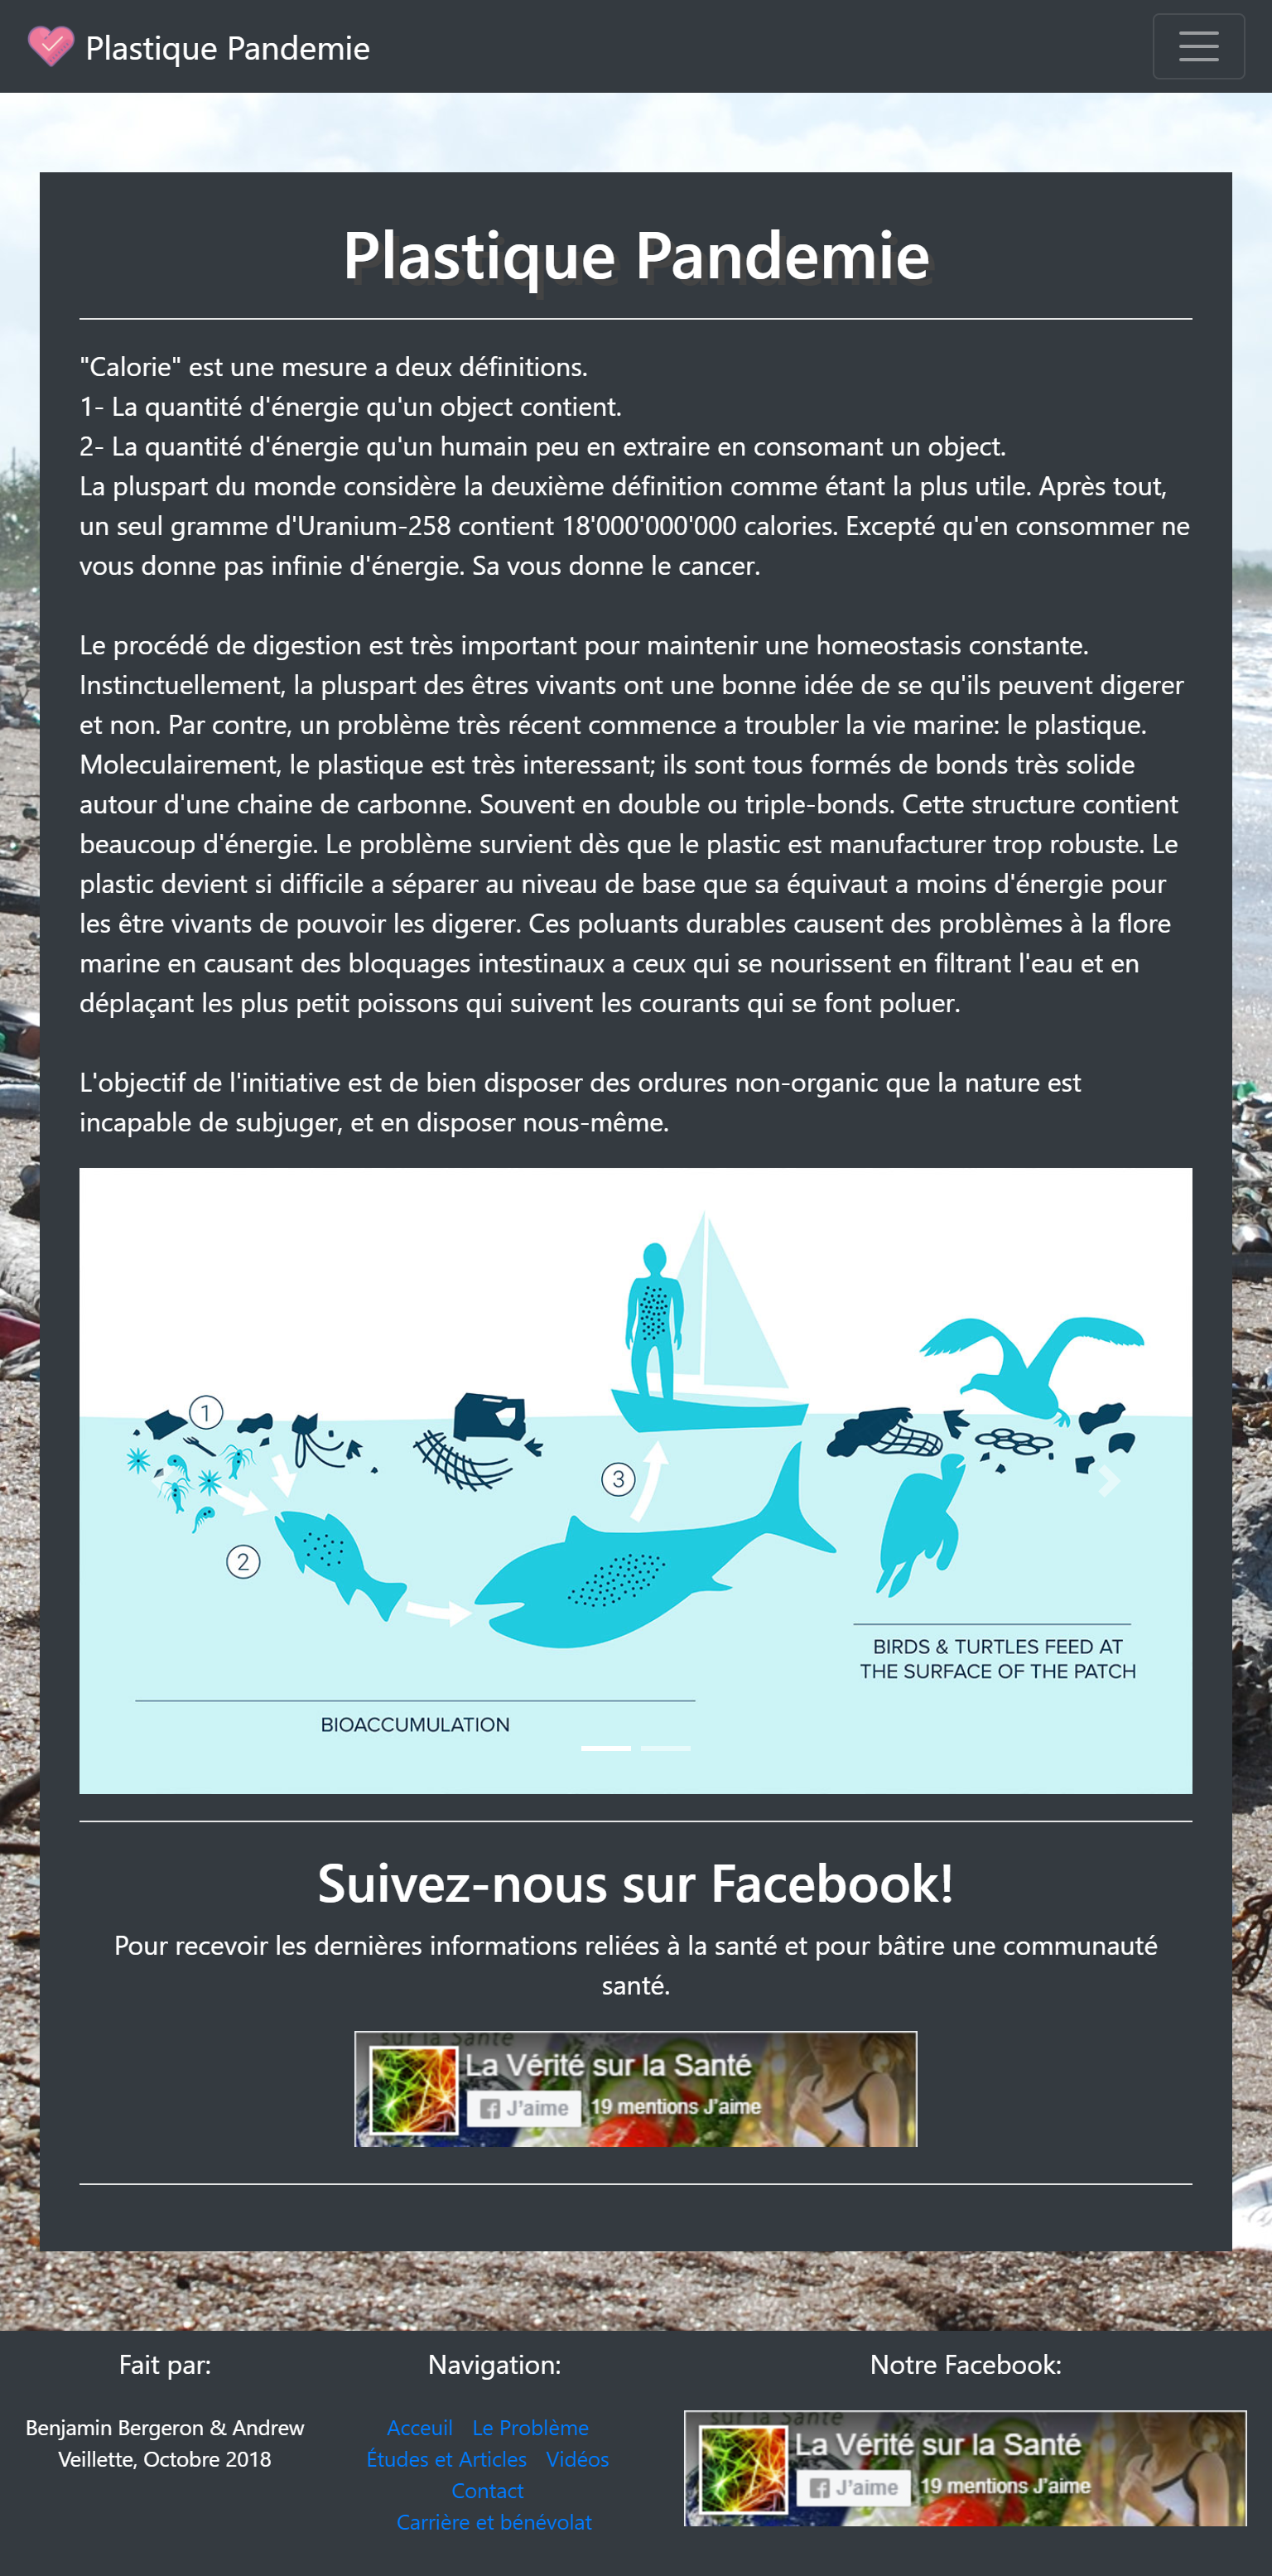 Plastique Pandemie
Plastique Pandemie
"Calorie" est une mesure a deux définitions.
1- La quantité d'énergie qu'un object contient.
2- La quantité d'énergie qu'un humain peu en extraire en consomant un object.
La pluspart du monde considère la deuxième définition comme étant la plus utile. Après tout,
un seul gramme d'Uranium-258 contient 18'000'000'000 calories. Excepté qu'en consommer ne
vous donne pas infinie d'énergie. Sa vous donne le cancer.
Le procédé de digestion est très important pour maintenir une homeostasis constante.
Instinctuellement, la pluspart des êtres vivants ont une bonne idée de se qu'ils peuvent digerer
et non. Par contre, un problème très récent commence a troubler la vie marine: le plastique.
Moleculairement, le plastique est très interessant; ils sont tous formés de bonds très solide
autour d'une chaine de carbonne. Souvent en double ou triple-bonds. Cette structure contient
beaucoup d'énergie. Le problème survient dès que le plastic est manufacturer trop robuste. Le
plastic devient si difficile a séparer au niveau de base que sa équivaut a moins d'énergie pour
les être vivants de pouvoir les digerer. Ces poluants durables causent des problèmes à la flore
marine en causant des bloquages intestinaux a ceux qui se nourissent en filtrant l'eau et en
déplaçant les plus petit poissons qui suivent les courants qui se font poluer.
L'objectif de l'initiative est de bien disposer des ordures non-organic que la nature est
incapable de subjuger, et en disposer nous-même.
1
3
2
BIRDS & TURTLES FEED AT
THE SURFACE OF THE PATCH
BIOACCUMULATION
Suivez-nous sur Facebook!
Pour recevoir les dernières informations reliées à la santé et pour bâtire une communauté
santé.
sur la Santé
La Vérité sur la Santé
J'aime 19 mentions J'aime
Fait par:
Benjamin Bergeron & Andrew
Veillette, Octobre 2018
Navigation:
Acceuil Le Problème
Études et Articles Vidéos
Contact
Carrière et bénévolat
Notre Facebook:
sur la Santé
La Vérité sur la Santé
J'aime 19 mentions J'aime